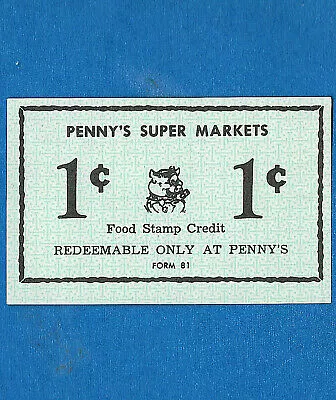 PENNY'S SUPER MARKETS
1¢ 1¢
Food Stamp Credit
REDEEMABLE ONLY AT PENNY'S
FORM 81